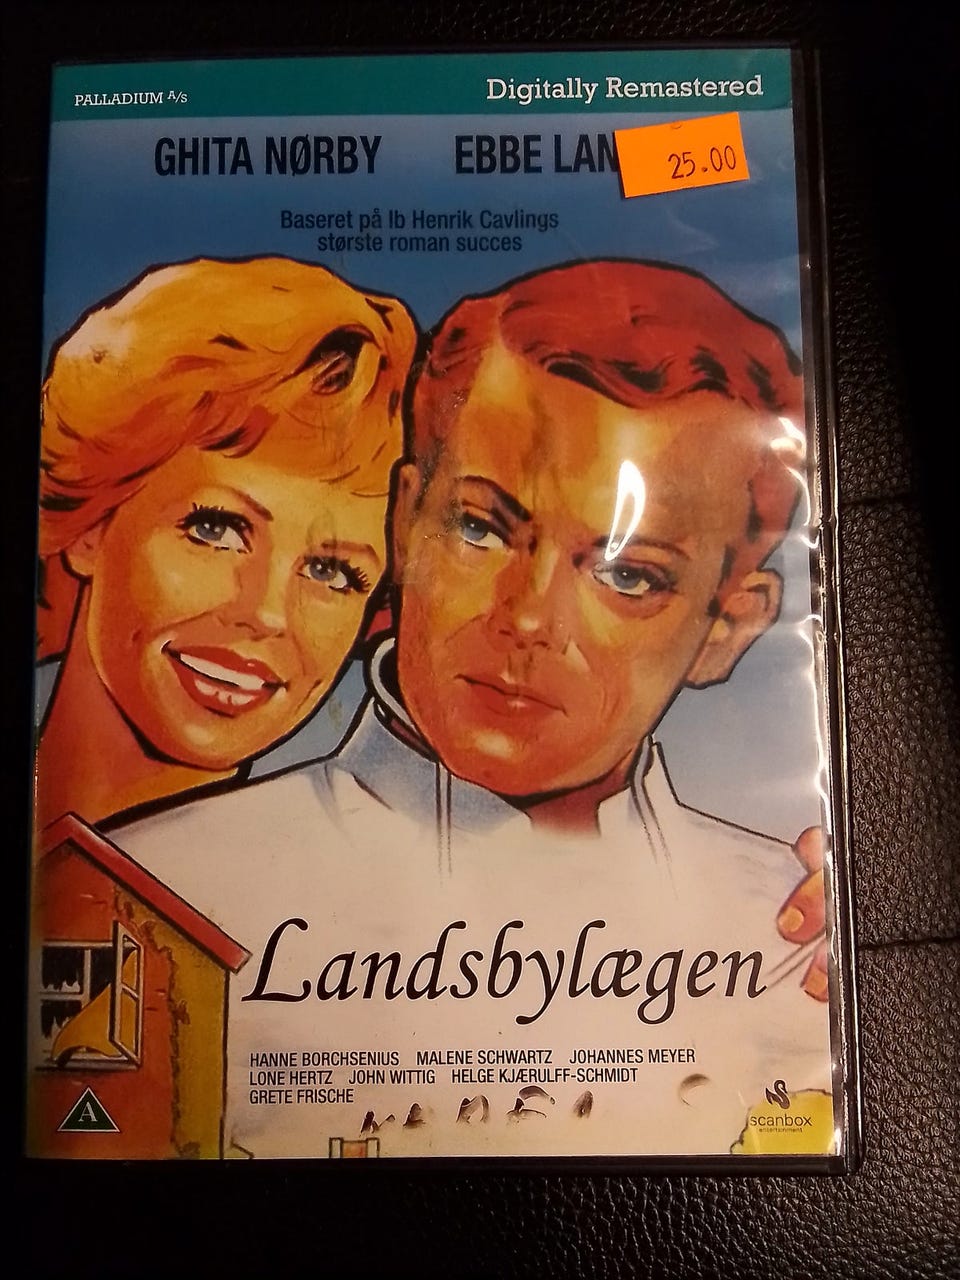 PALLADIUM A/S
Digitally Remastered
GHITA NØRBY
EBBE LAN
25.00
Baseret på Ib Henrik Cavlings
største roman succes
Landsbylægen
HANNE BORCHSENIUS MALENE SCHWARTZ JOHANNES MEYER
LONE HERTZ JOHN WITTIG HELGE KJÆRULFF-SCHMIDT
GRETE FRISCHE
A
scanbox
entertainment